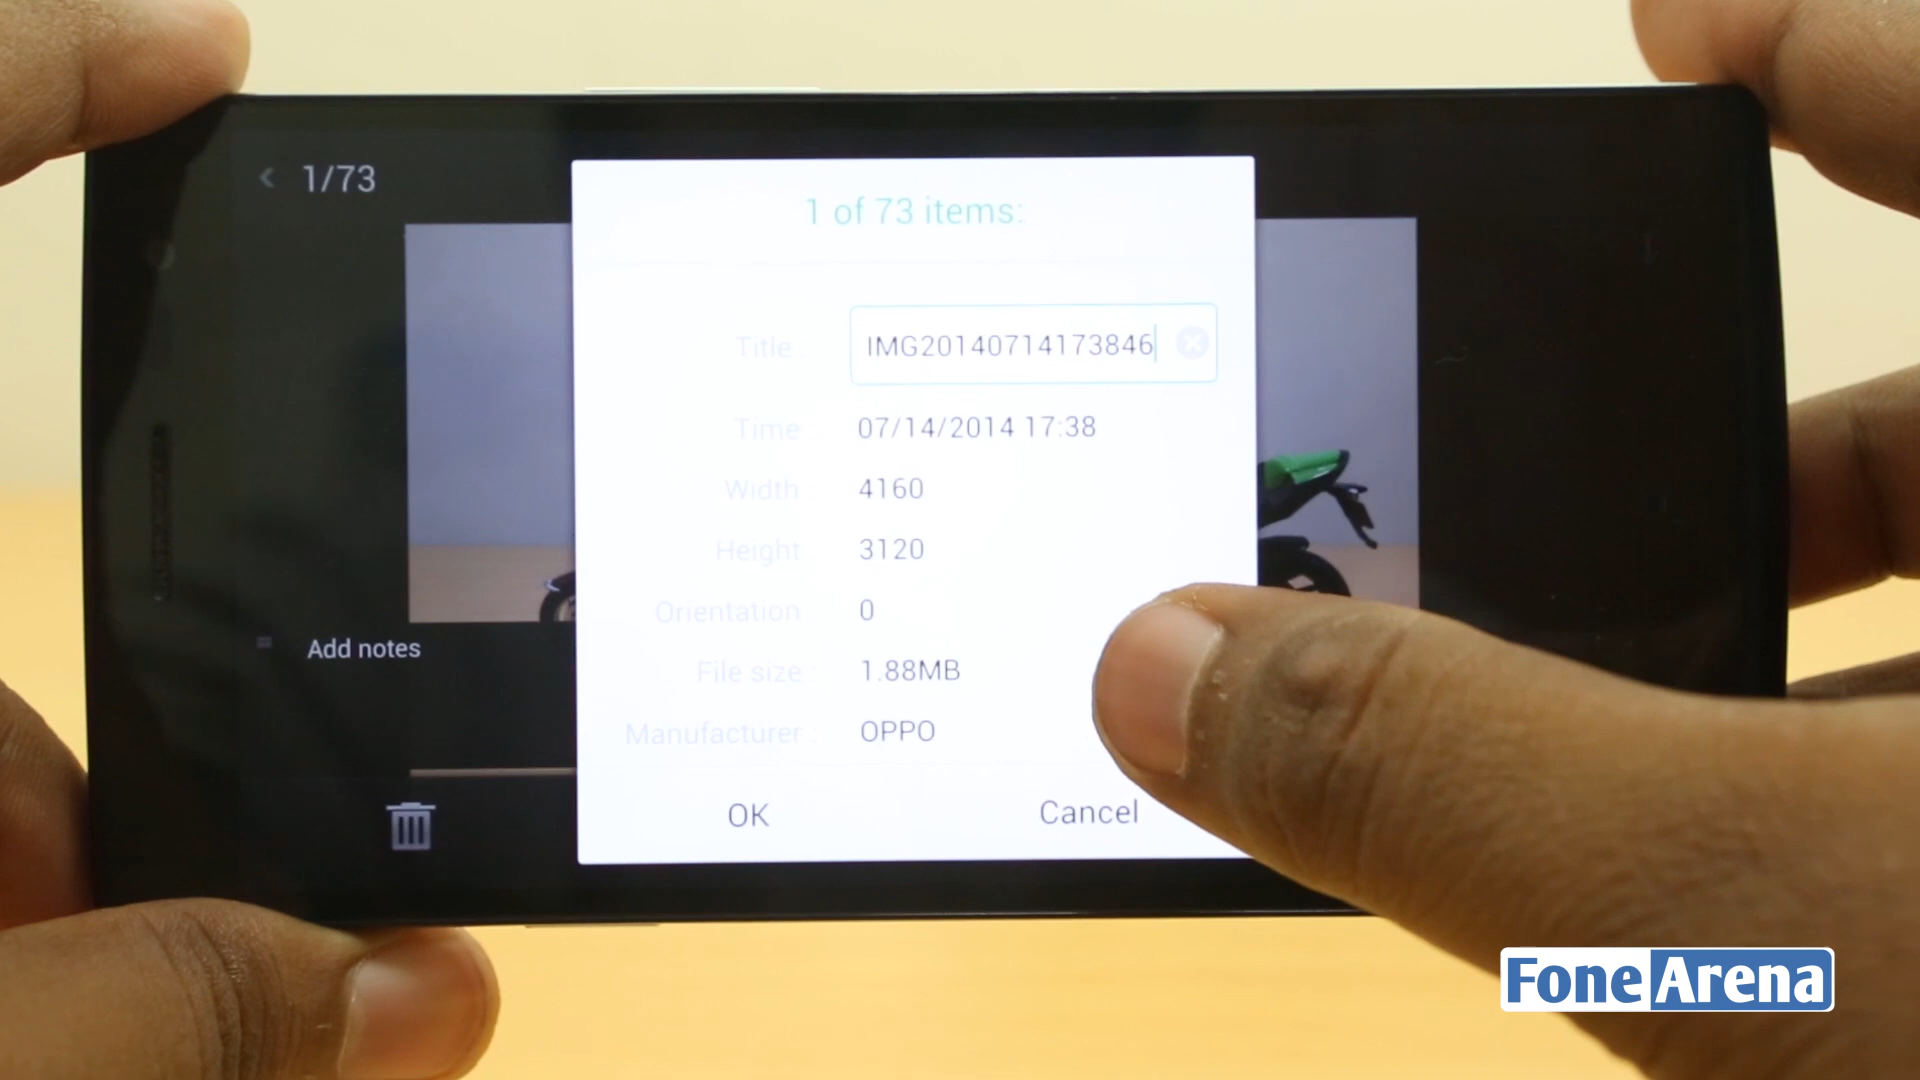 1/73
1 of 73 items:
Title
IMG20140714173846
Time :
07/14/2014 17:38
Width :
4160
Height :
3120
Orientation
0
File size :
1.88MB
Manufacturer :
OPPO
Add notes
OK
Cancel
FoneArena